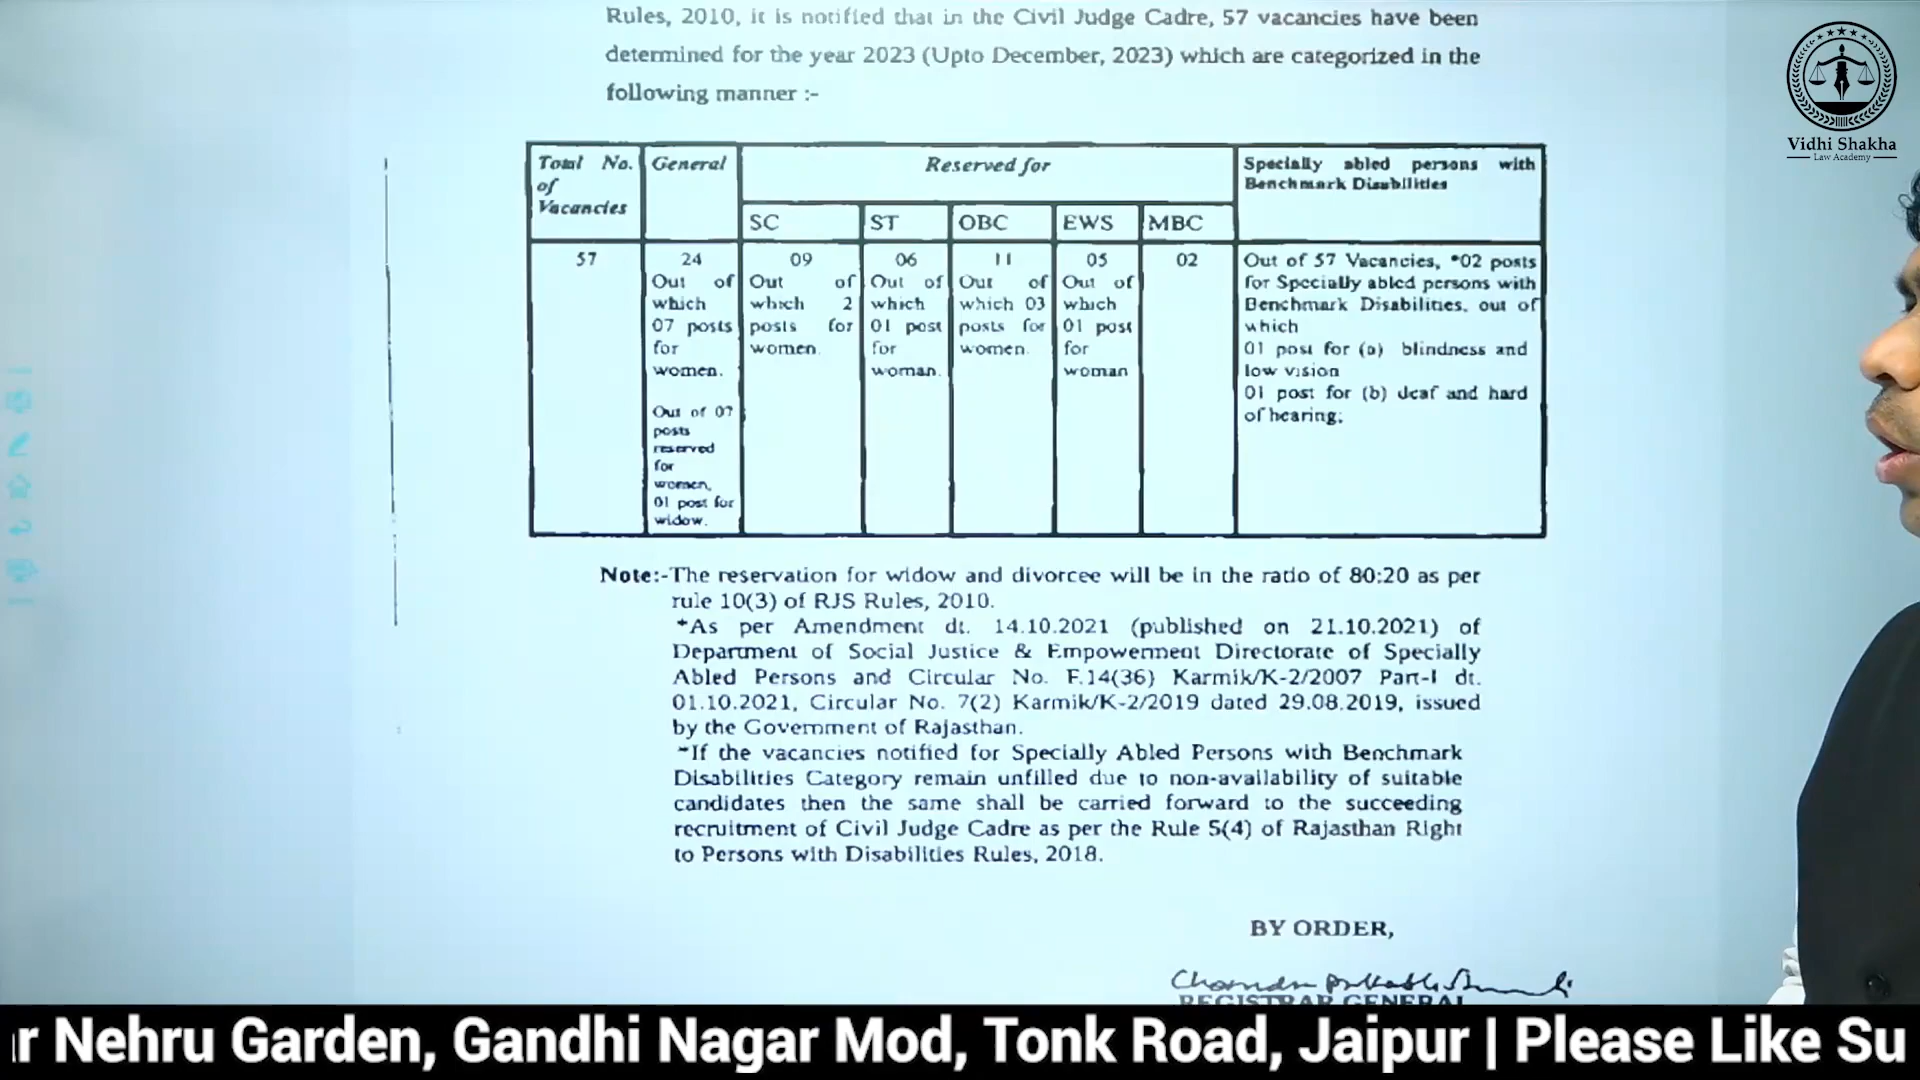 Rules, 2010, it is notified that in the Civil Judge Cadre, 57 vacancies have been
determined for the year 2023 (Upto December, 2023) which are categorized in the
following manner :-
Total No. of Vacancies
General
Reserved for
Specially abled persons with
Benchmark Disabilities
SC
ST
OBC
EWS
MBC
57
24
Out of
which
07 posts
for
women.
Out of 07
posts
reserved
for
women,
01 post for
widow.
09
Out of
which 2
posts for
women.
06
Out of
which
01 post
for
woman.
11
Out of
which 03
posts for
women.
05
Out of
which
01 post
for
woman
02
Out of 57 Vacancies, *02 posts
for Specially abled persons with
Benchmark Disabilities, out of
which
01 post for (a) blindness and
low vision
01 post for (b) deaf and hard
of hearing;
Note:-The reservation for widow and divorcee will be in the ratio of 80:20 as per
rule 10(3) of RJS Rules, 2010.
*As per Amendment dt. 14.10.2021 (published on 21.10.2021) of
Department of Social Justice & Empowerment Directorate of Specially
Abled Persons and Circular No. F.14(36) Karmik/K-2/2007 Part-I dt.
01.10.2021, Circular No. 7(2) Karmik/K-2/2019 dated 29.08.2019, issued
by the Government of Rajasthan.
*If the vacancies notified for Specially Abled Persons with Benchmark
Disabilities Category remain unfilled due to non-availability of suitable
candidates then the same shall be carried forward to the succeeding
recruitment of Civil Judge Cadre as per the Rule 5(4) of Rajasthan Right
to Persons with Disabilities Rules, 2018.
BY ORDER,
REGISTRAR GENERAL
Vidhi Shakha
Law Academy
r Nehru Garden, Gandhi Nagar Mod, Tonk Road, Jaipur | Please Like Su